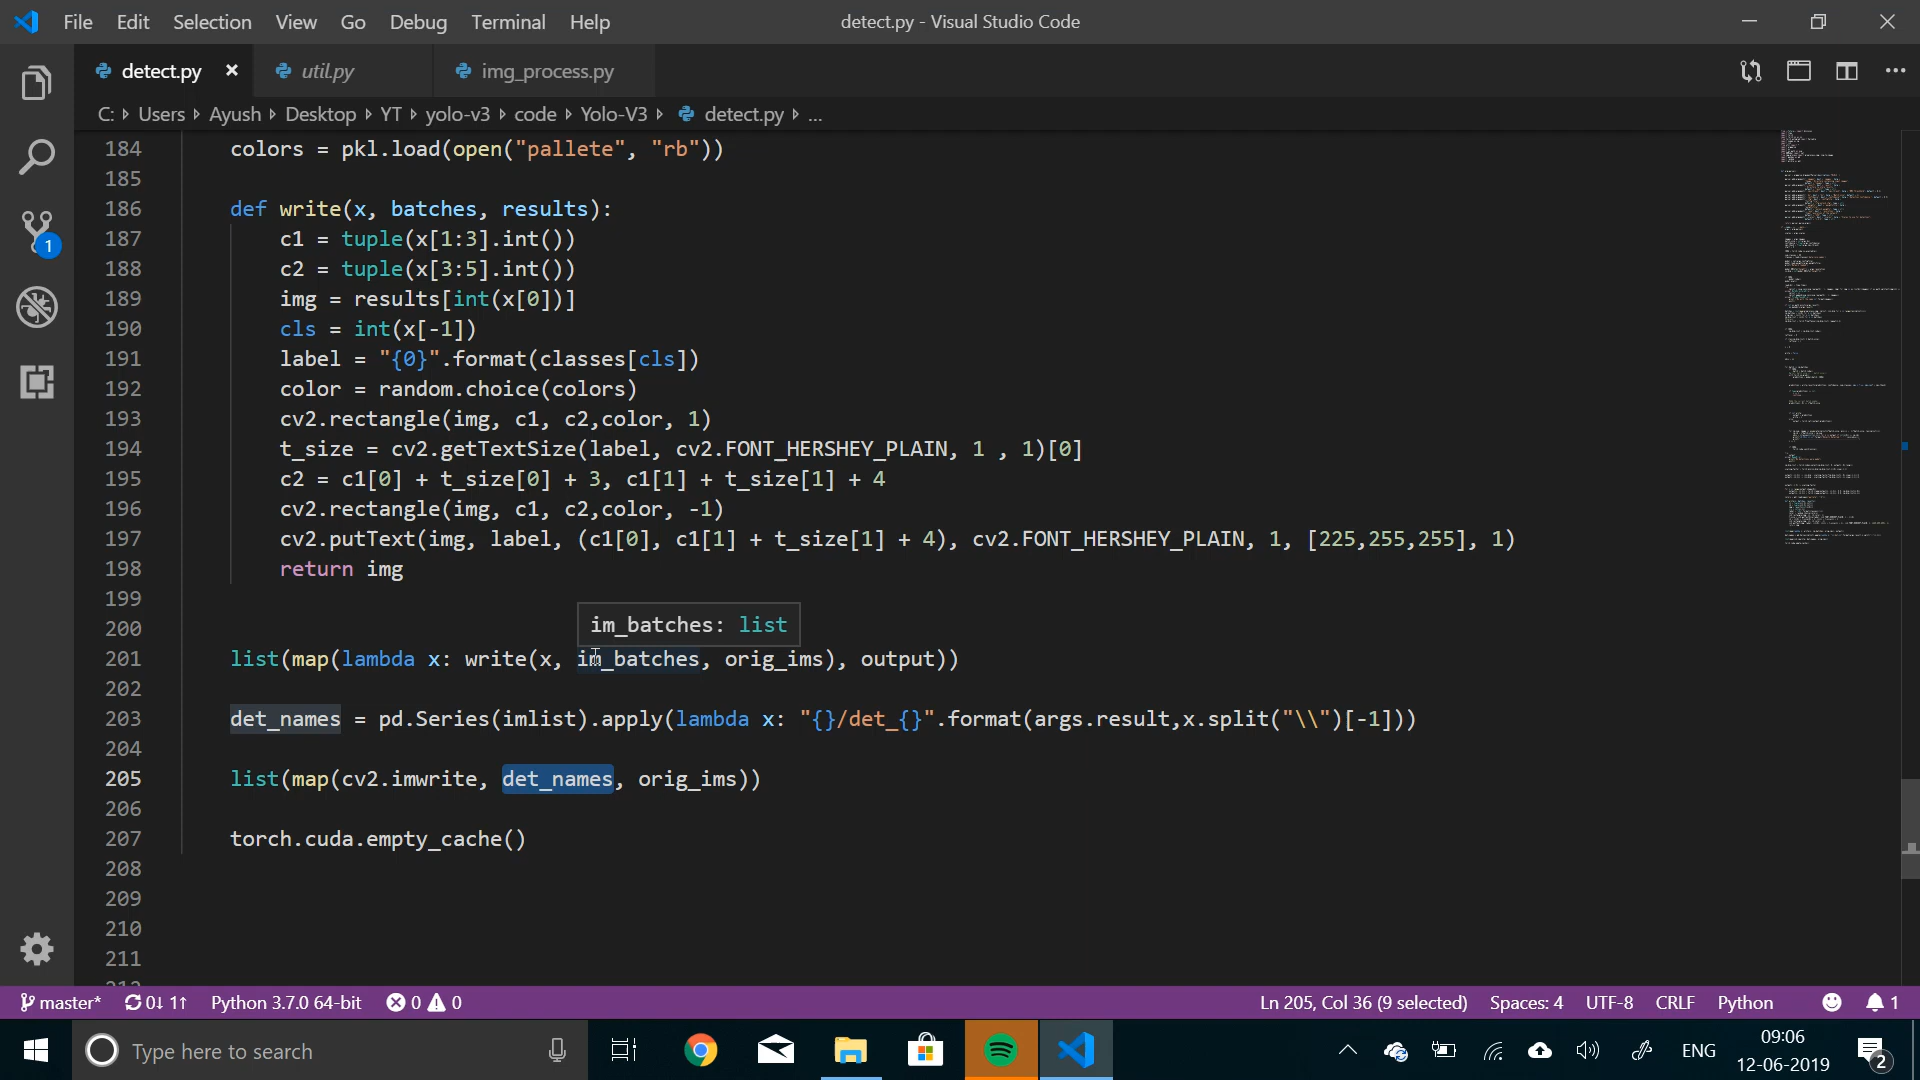 File Edit Selection View Go Debug Terminal Help detect.py - Visual Studio Code
detect.py util.py img_process.py
C: Users Ayush Desktop YT yolo-v3 code Yolo-V3 detect.py ...
184 colors = pkl.load(open("pallete", "rb"))
185
186 def write(x, batches, results):
187 c1 = tuple(x[1:3].int())
188 c2 = tuple(x[3:5].int())
189 img = results[int(x[0])]
190 cls = int(x[-1])
191 label = "{0}".format(classes[cls])
192 color = random.choice(colors)
193 cv2.rectangle(img, c1, c2,color, 1)
194 t_size = cv2.getTextSize(label, cv2.FONT_HERSHEY_PLAIN, 1 , 1)[0]
195 c2 = c1[0] + t_size[0] + 3, c1[1] + t_size[1] + 4
196 cv2.rectangle(img, c1, c2,color, -1)
197 cv2.putText(img, label, (c1[0], c1[1] + t_size[1] + 4), cv2.FONT_HERSHEY_PLAIN, 1, [225,255,255], 1)
198 return img
199
200 im_batches: list
201 list(map(lambda x: write(x, im_batches, orig_ims), output))
202
203 det_names = pd.Series(imlist).apply(lambda x: "{}/det_{}".format(args.result,x.split("\\")[-1]))
204
205 list(map(cv2.imwrite, det_names, orig_ims))
206
207 torch.cuda.empty_cache()
208
209
210
211
1
master* 0↓ 1↑ Python 3.7.0 64-bit 0 0 Ln 205, Col 36 (9 selected) Spaces: 4 UTF-8 CRLF Python 1
Type here to search ENG 09:06 2
12-06-2019